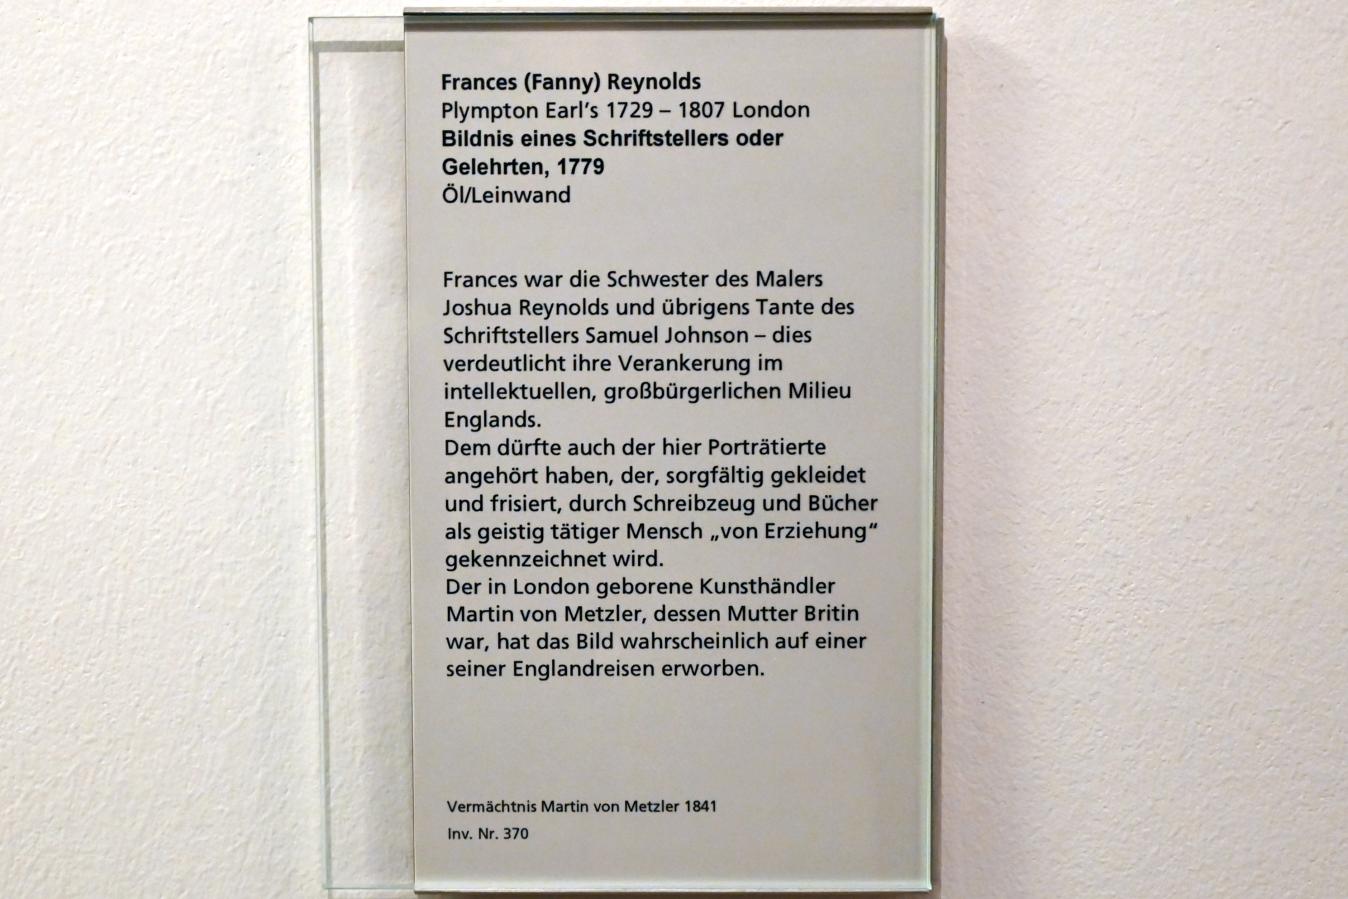 Frances (Fanny) Reynolds
Plympton Earl's 1729 – 1807 London
Bildnis eines Schriftstellers oder
Gelehrten, 1779
Öl/Leinwand
Frances war die Schwester des Malers
Joshua Reynolds und übrigens Tante des
Schriftstellers Samuel Johnson – dies
verdeutlicht ihre Verankerung im
intellektuellen, großbürgerlichen Milieu
Englands.
Dem dürfte auch der hier Porträtierte
angehört haben, der, sorgfältig gekleidet
und frisiert, durch Schreibzeug und Bücher
als geistig tätiger Mensch „von Erziehung“
gekennzeichnet wird.
Der in London geborene Kunsthändler
Martin von Metzler, dessen Mutter Britin
war, hat das Bild wahrscheinlich auf einer
seiner Englandreisen erworben.
Vermächtnis Martin von Metzler 1841
Inv. Nr. 370